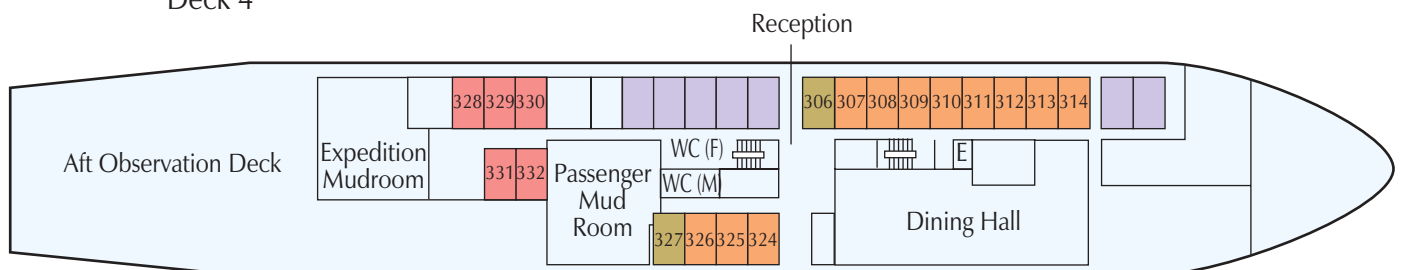 Deck 4
Reception
306 307 308 309 310 311 312 313 314
328 329 330
WC (F)
E
Expedition
Mudroom
Aft Observation Deck
331 332
Passenger
Mud
Room
WC (M)
Dining Hall
327 326 325 324